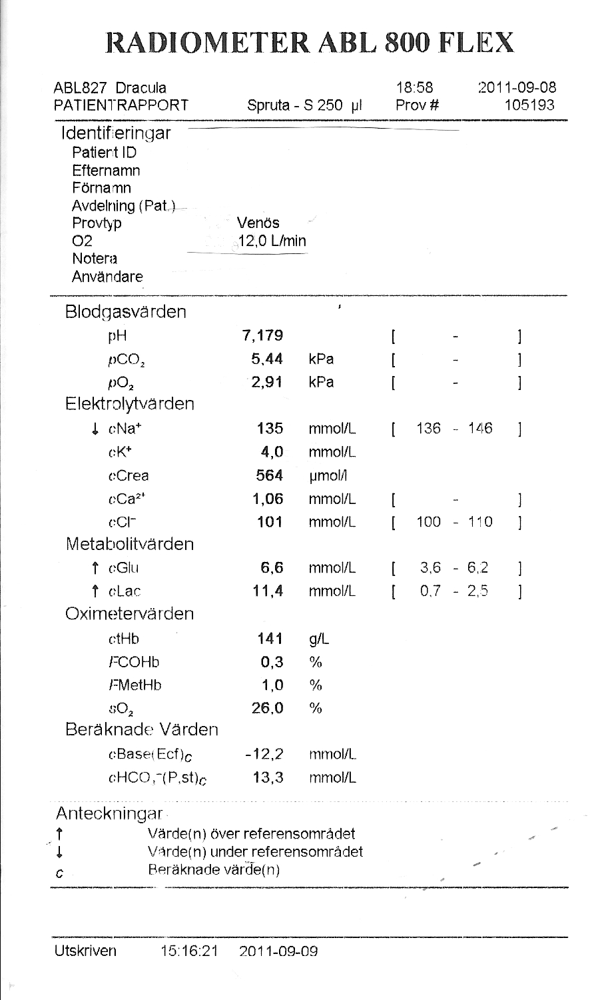 RADIOMETER ABL 800 FLEX
ABL827 Dracula 18:58 2011-09-08
PATIENTRAPPORT Spruta - S 250 µl Prov # 105193
Identifieringar
Patient ID
Efternamn
Förnamn
Avdelning (Pat.)
Provtyp Venös
O2 12,0 L/min
Notera
Användare
Blodgasvärden
pH 7,179 [ - ]
pCO₂ 5,44 kPa [ - ]
pO₂ 2,91 kPa [ - ]
Elektrolytvärden
↓ cNa⁺ 135 mmol/L [ 136 - 146 ]
cK⁺ 4,0 mmol/L
cCrea 564 µmol/l
cCa²⁺ 1,06 mmol/L [ - ]
cCl⁻ 101 mmol/L [ 100 - 110 ]
Metabolitvärden
↑ cGlu 6,6 mmol/L [ 3,6 - 6,2 ]
↑ cLac 11,4 mmol/L [ 0,7 - 2,5 ]
Oximetervärden
ctHb 141 g/L
FCOHb 0,3 %
FMetHb 1,0 %
sO₂ 26,0 %
Beräknade Värden
cBase(Ecf)c -12,2 mmol/L
cHCO₃⁻(P,st)c 13,3 mmol/L
Anteckningar
↑ Värde(n) över referensområdet
↓ Värde(n) under referensområdet
c Beräknade värde(n)
Utskriven 15:16:21 2011-09-09